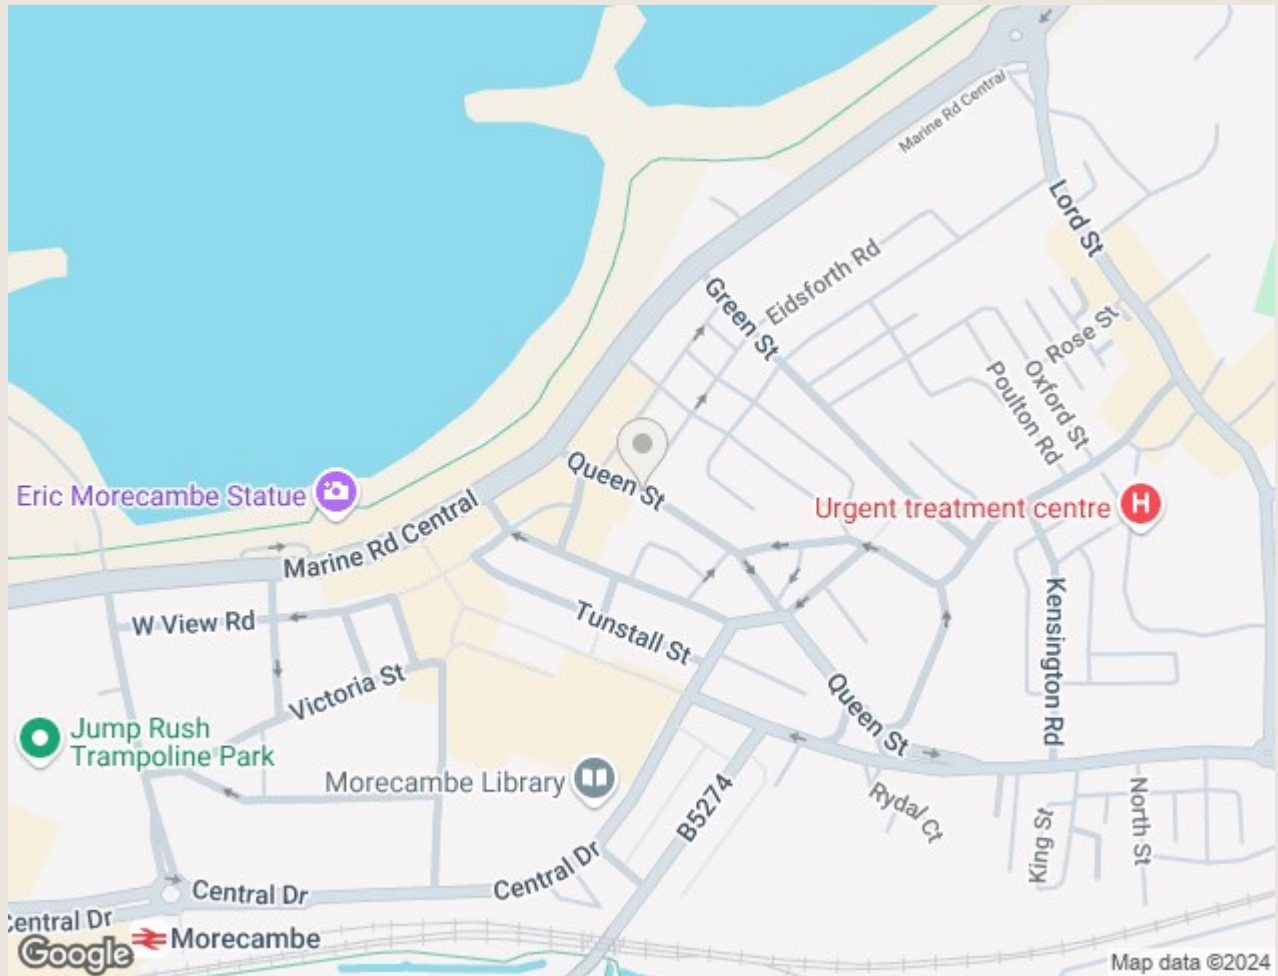 Marine Rd Central
Lord St
Eidsforth Rd
Green St
Rose St
Oxford St
Poulton Rd
Queen St
Eric Morecambe Statue
Urgent treatment centre
H
Marine Rd Central
W View Rd
Tunstall St
Kensington Rd
Victoria St
Queen St
Jump Rush
Trampoline Park
Morecambe Library
B5274
Rydal Ct
King St
North St
Central Dr
Central Dr
Central Dr
Morecambe
Google
Map data ©2024